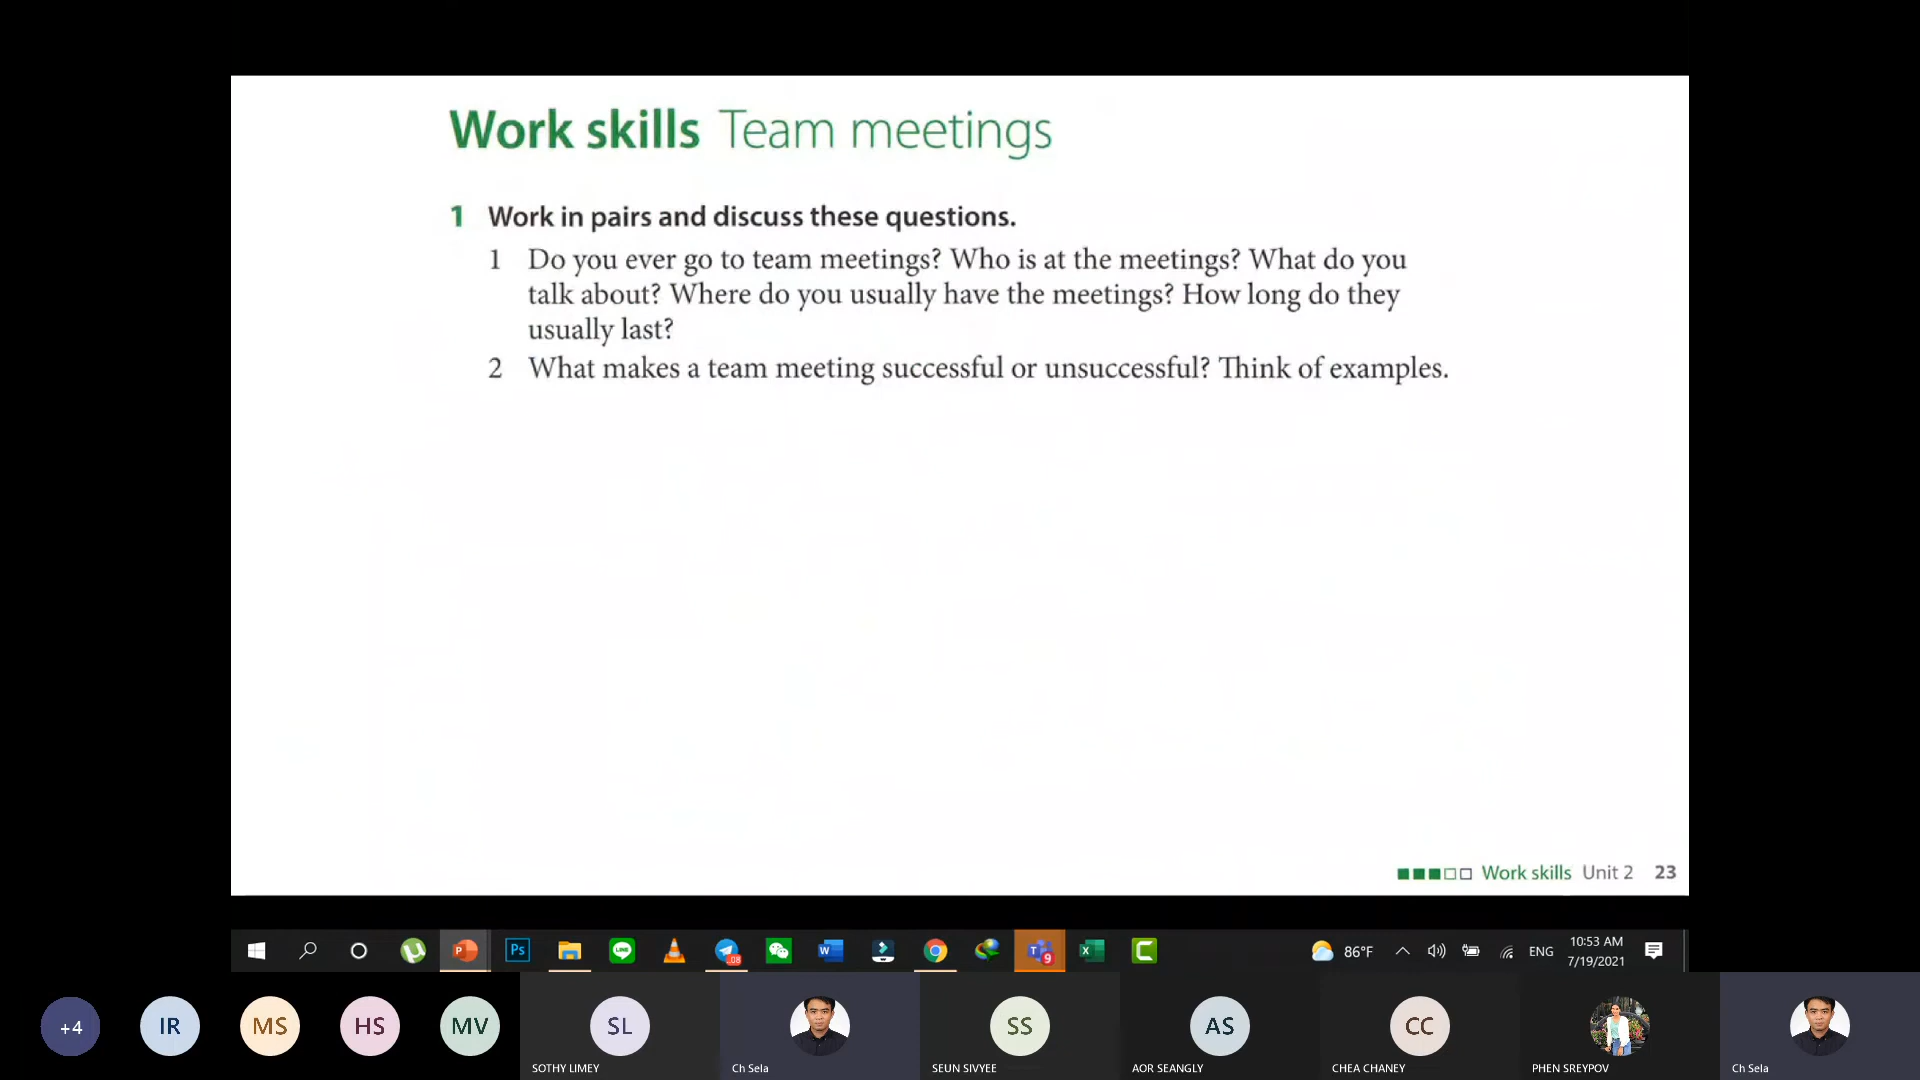 Work skills Team meetings
1 Work in pairs and discuss these questions.
1 Do you ever go to team meetings? Who is at the meetings? What do you
talk about? Where do you usually have the meetings? How long do they
usually last?
2 What makes a team meeting successful or unsuccessful? Think of examples.
Work skills Unit 2 23
P Ps LINE .08 W T 9 X C 86°F ENG 10:53 AM
7/19/2021
+4 IR MS HS MV SL SS AS CC
SOTHY LIMEY Ch Sela SEUN SIVYEE AOR SEANGLY CHEA CHANEY PHEN SREYPOV Ch Sela